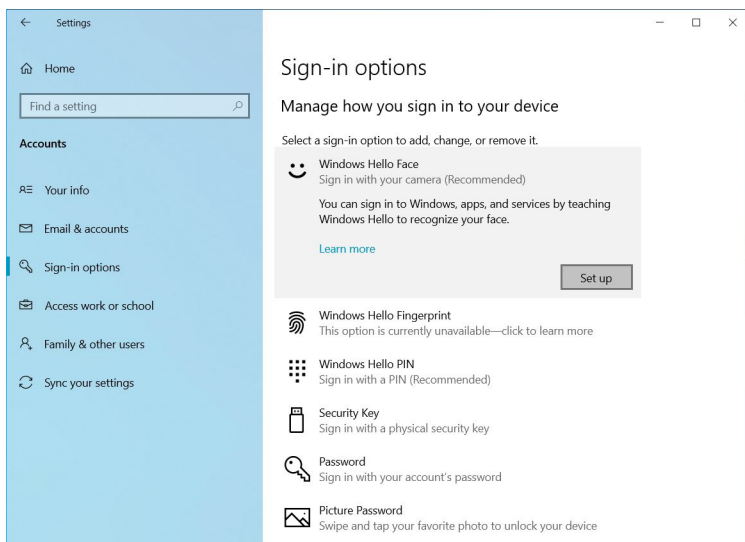 Settings
Home
Find a setting
Accounts
Your info
Email & accounts
Sign-in options
Access work or school
Family & other users
Sync your settings
Sign-in options
Manage how you sign in to your device
Select a sign-in option to add, change, or remove it.
Windows Hello Face
Sign in with your camera (Recommended)
You can sign in to Windows, apps, and services by teaching
Windows Hello to recognize your face.
Learn more
Set up
Windows Hello Fingerprint
This option is currently unavailable—click to learn more
Windows Hello PIN
Sign in with a PIN (Recommended)
Security Key
Sign in with a physical security key
Password
Sign in with your account's password
Picture Password
Swipe and tap your favorite photo to unlock your device